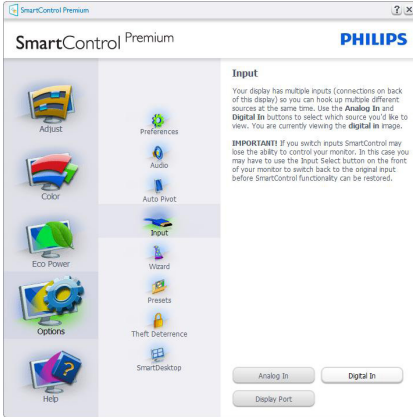 SmartControl Premium
SmartControl Premium
PHILIPS
Adjust
Color
Eco Power
Options
Help
Preferences
Audio
Auto Pivot
Input
Wizard
Presets
Theft Deterrence
SmartDesktop
Input
Your display has multiple inputs (connections on back
of this display) so you can hook up multiple different
sources at the same time. Use the Analog In and
Digital In buttons to select which source you'd like to
view. You are currently viewing the digital in image.
IMPORTANT! If you switch inputs SmartControl may
lose the ability to control your monitor. In this case you
may have to use the Input Select button on the front
of your monitor to switch back to the original input
before SmartControl functionality can be restored.
Analog In
Digital In
Display Port